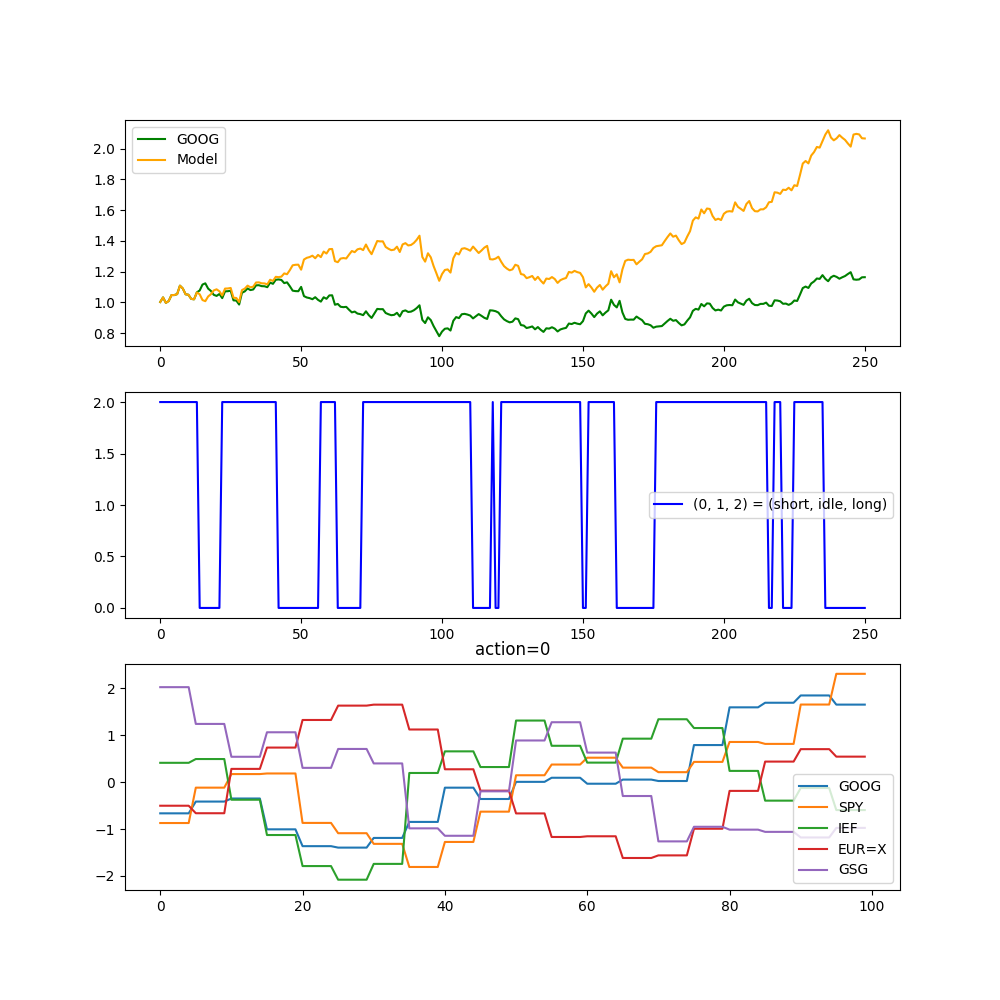 GOOG
Model
2.0
1.8
1.6
1.4
1.2
1.0
0.8
0 50 100 150 200 250
2.0
1.5
1.0
0.5
0.0
(0, 1, 2) = (short, idle, long)
0 50 100 150 200 250
action=0
2
1
0
−1
−2
GOOG
SPY
IEF
EUR=X
GSG
0 20 40 60 80 100